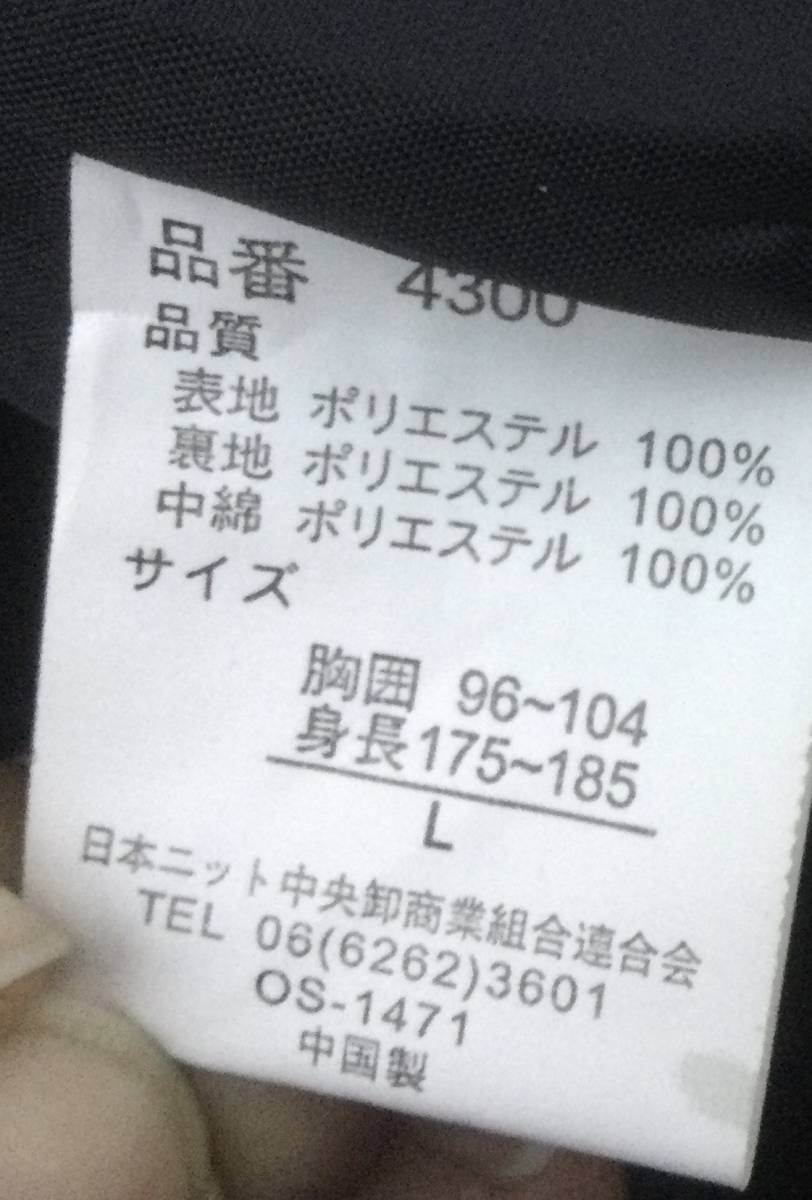 品番 4300
品質
表地 ポリエステル 100%
裏地 ポリエステル 100%
中綿 ポリエステル 100%
サイズ
胸囲 96~104
身長175~185
L
日本ニット中央卸商業組合連合会
TEL 06(6262)3601
OS-1471
中国製